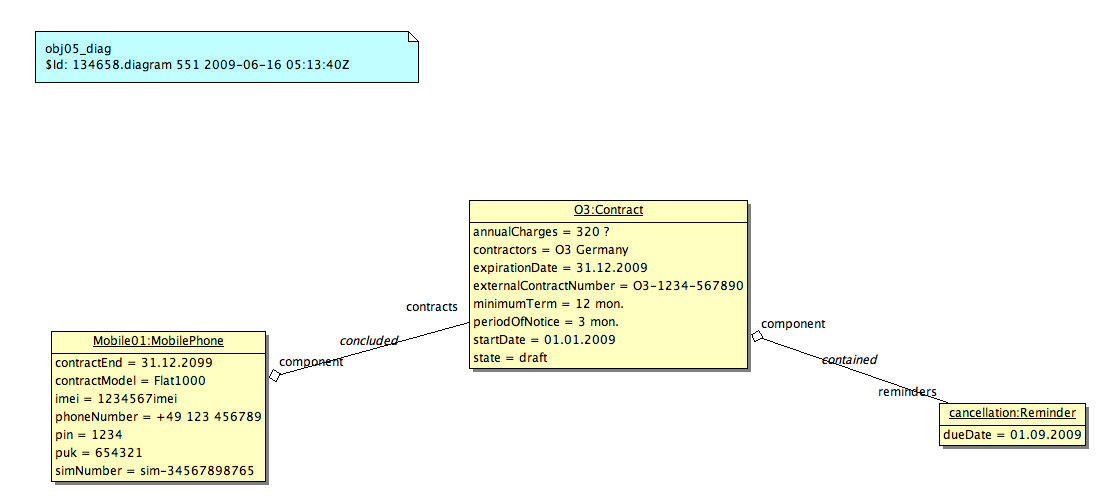 obj05_diag
$Id: 134658.diagram 551 2009-06-16 05:13:40Z
O3:Contract
annualCharges = 320 ?
contractors = O3 Germany
expirationDate = 31.12.2009
externalContractNumber = O3-1234-567890
minimumTerm = 12 mon.
periodOfNotice = 3 mon.
startDate = 01.01.2009
state = draft
contracts
concluded
component
Mobile01:MobilePhone
contractEnd = 31.12.2099
contractModel = Flat1000
imei = 1234567imei
phoneNumber = +49 123 456789
pin = 1234
puk = 654321
simNumber = sim-34567898765
component
contained
reminders
cancellation:Reminder
dueDate = 01.09.2009